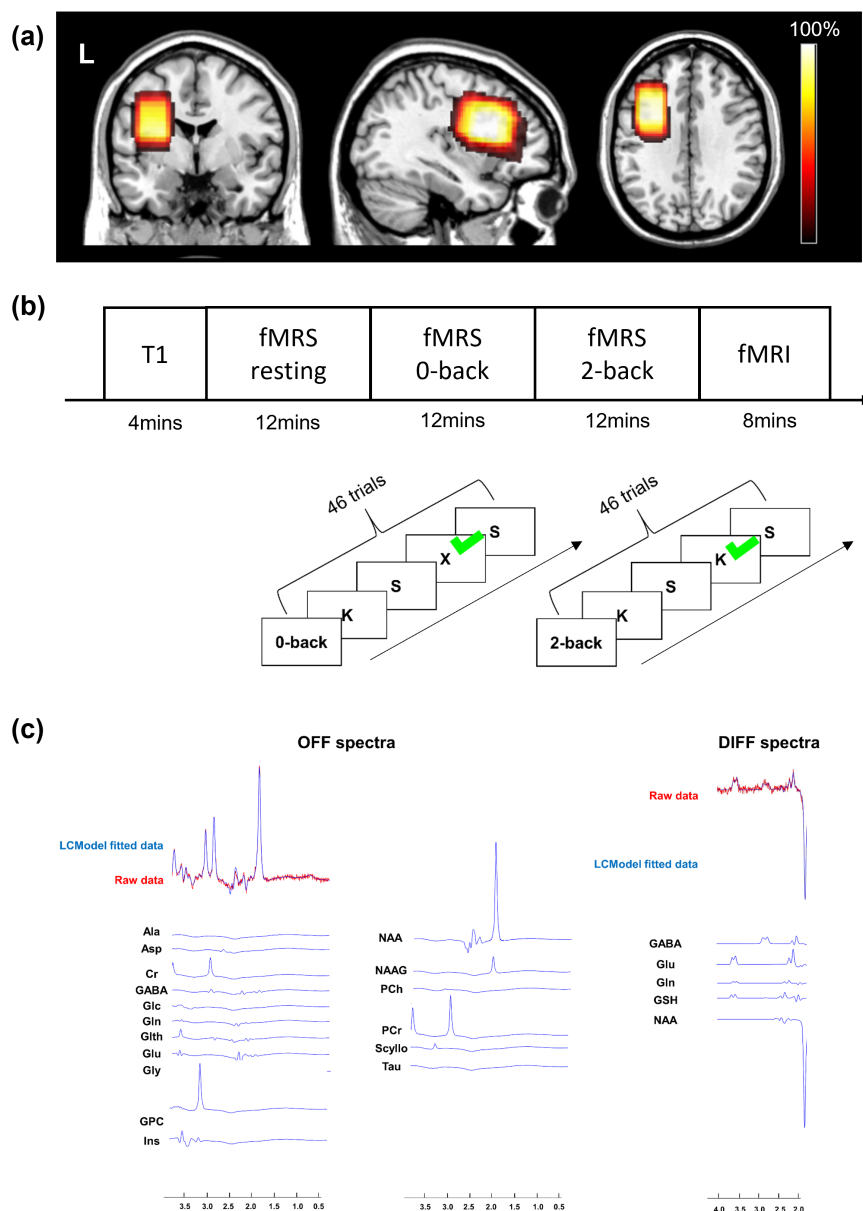 (a)
L
100%
(b)
T1
fMRS
resting
fMRS
0-back
fMRS
2-back
fMRI
4mins
12mins
12mins
12mins
8mins
46 trials
0-back
K
S
X
S
46 trials
2-back
K
S
K
S
(c)
OFF spectra
DIFF spectra
LCModel fitted data
Raw data
Raw data
LCModel fitted data
Ala
Asp
Cr
GABA
Glc
Gln
Glth
Glu
Gly
GPC
Ins
3.5 3.0 2.5 2.0 1.5 1.0 0.5
NAA
NAAG
PCh
PCr
Scyllo
Tau
3.5 3.0 2.5 2.0 1.5 1.0 0.5
GABA
Glu
Gln
GSH
NAA
4.0 3.5 3.0 2.5 2.0